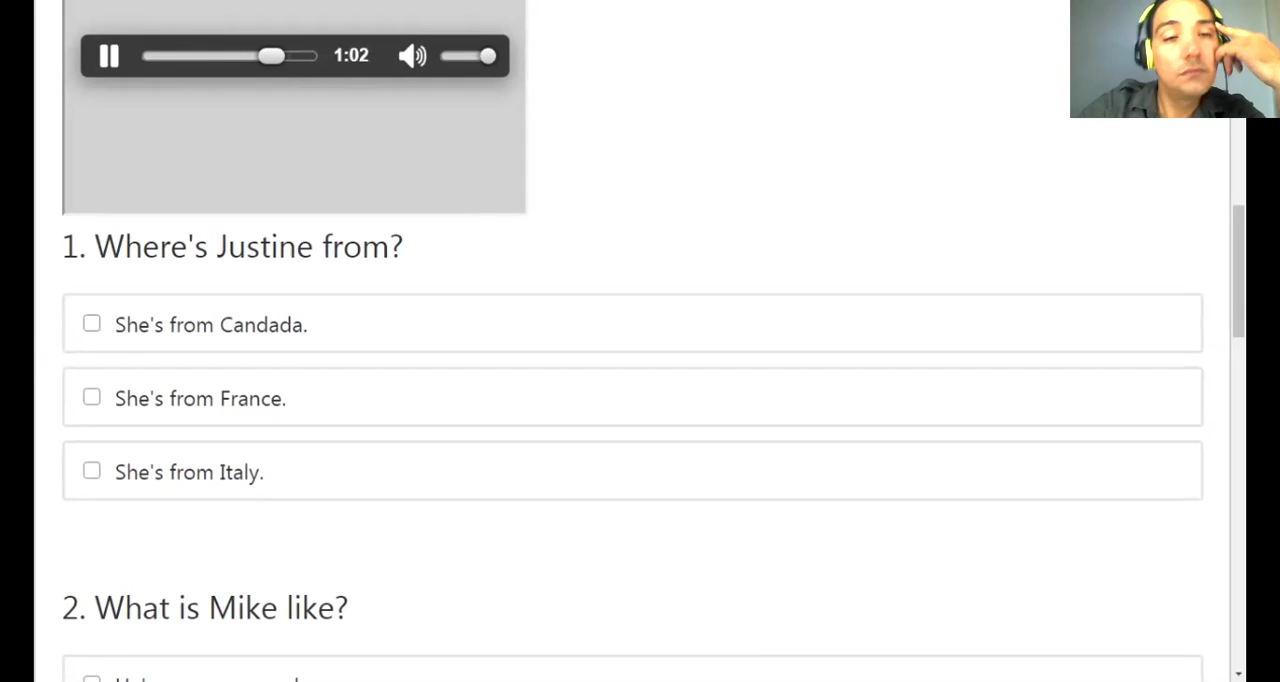 1:02
1. Where's Justine from?
She's from Candada.
She's from France.
She's from Italy.
2. What is Mike like?